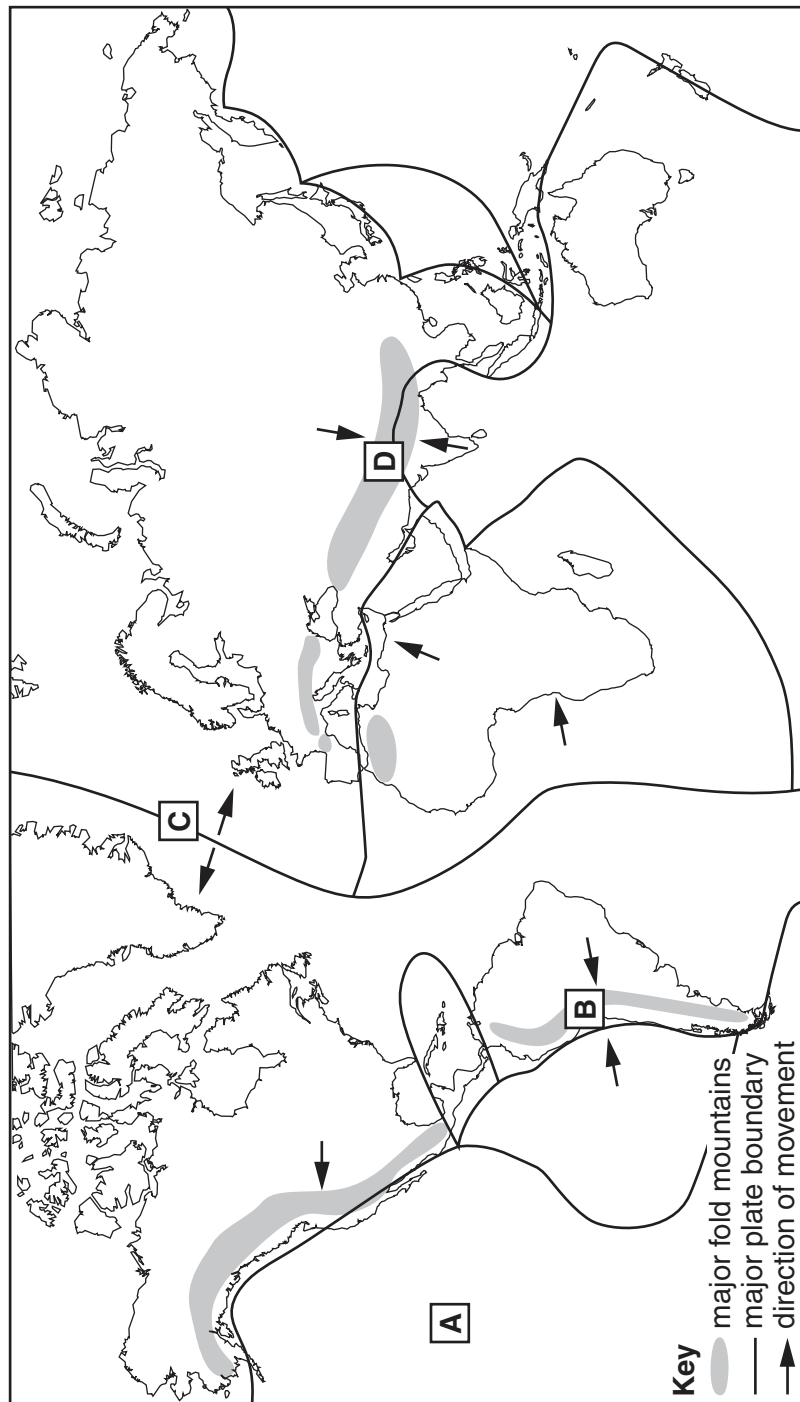 A
B
C
D
Key
major fold mountains
major plate boundary
direction of movement